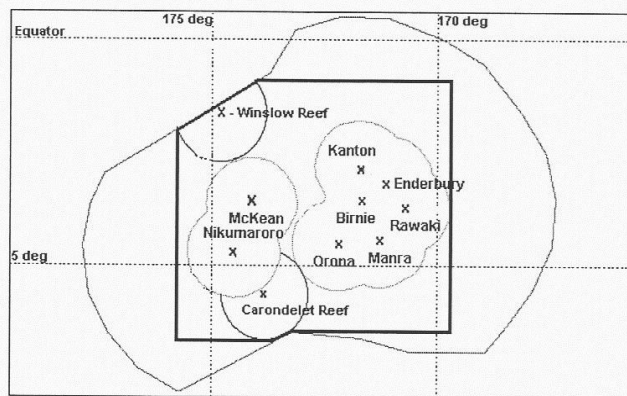 175 deg
170 deg
Equator
x - Winslow Reef
Kanton
x
x Enderbury
x
x
McKean
Birnie
x
Rawaki
Nikumaroro
x
x
Orona
x
Manra
5 deg
x
Carondelet Reef